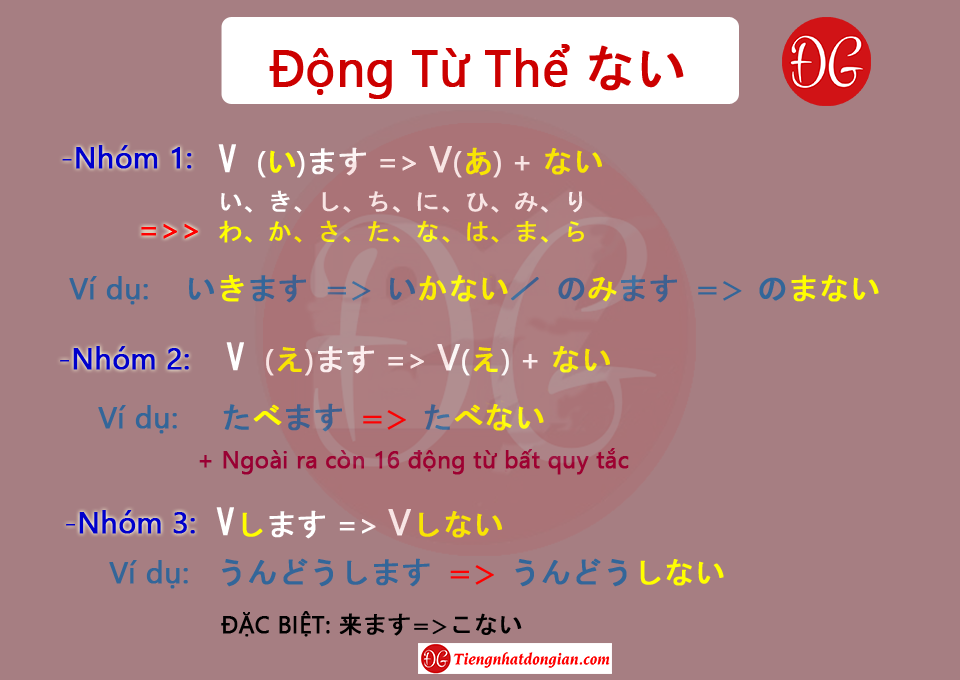 Động Từ Thể ない
ĐG
-Nhóm 1: V (い)ます => V(あ) + ない
い、き、し、ち、に、ひ、み、り
=>> わ、か、さ、た、な、は、ま、ら
Ví dụ: いきます => いかない／ のみます => のまない
-Nhóm 2: V (え)ます => V(え) + ない
Ví dụ: たべます => たべない
+ Ngoài ra còn 16 động từ bất quy tắc
-Nhóm 3: Vします => Vしない
Ví dụ: うんどうします => うんどうしない
ĐẶC BIỆT: 来ます=>こない
ĐG Tiengnhatdongian.com